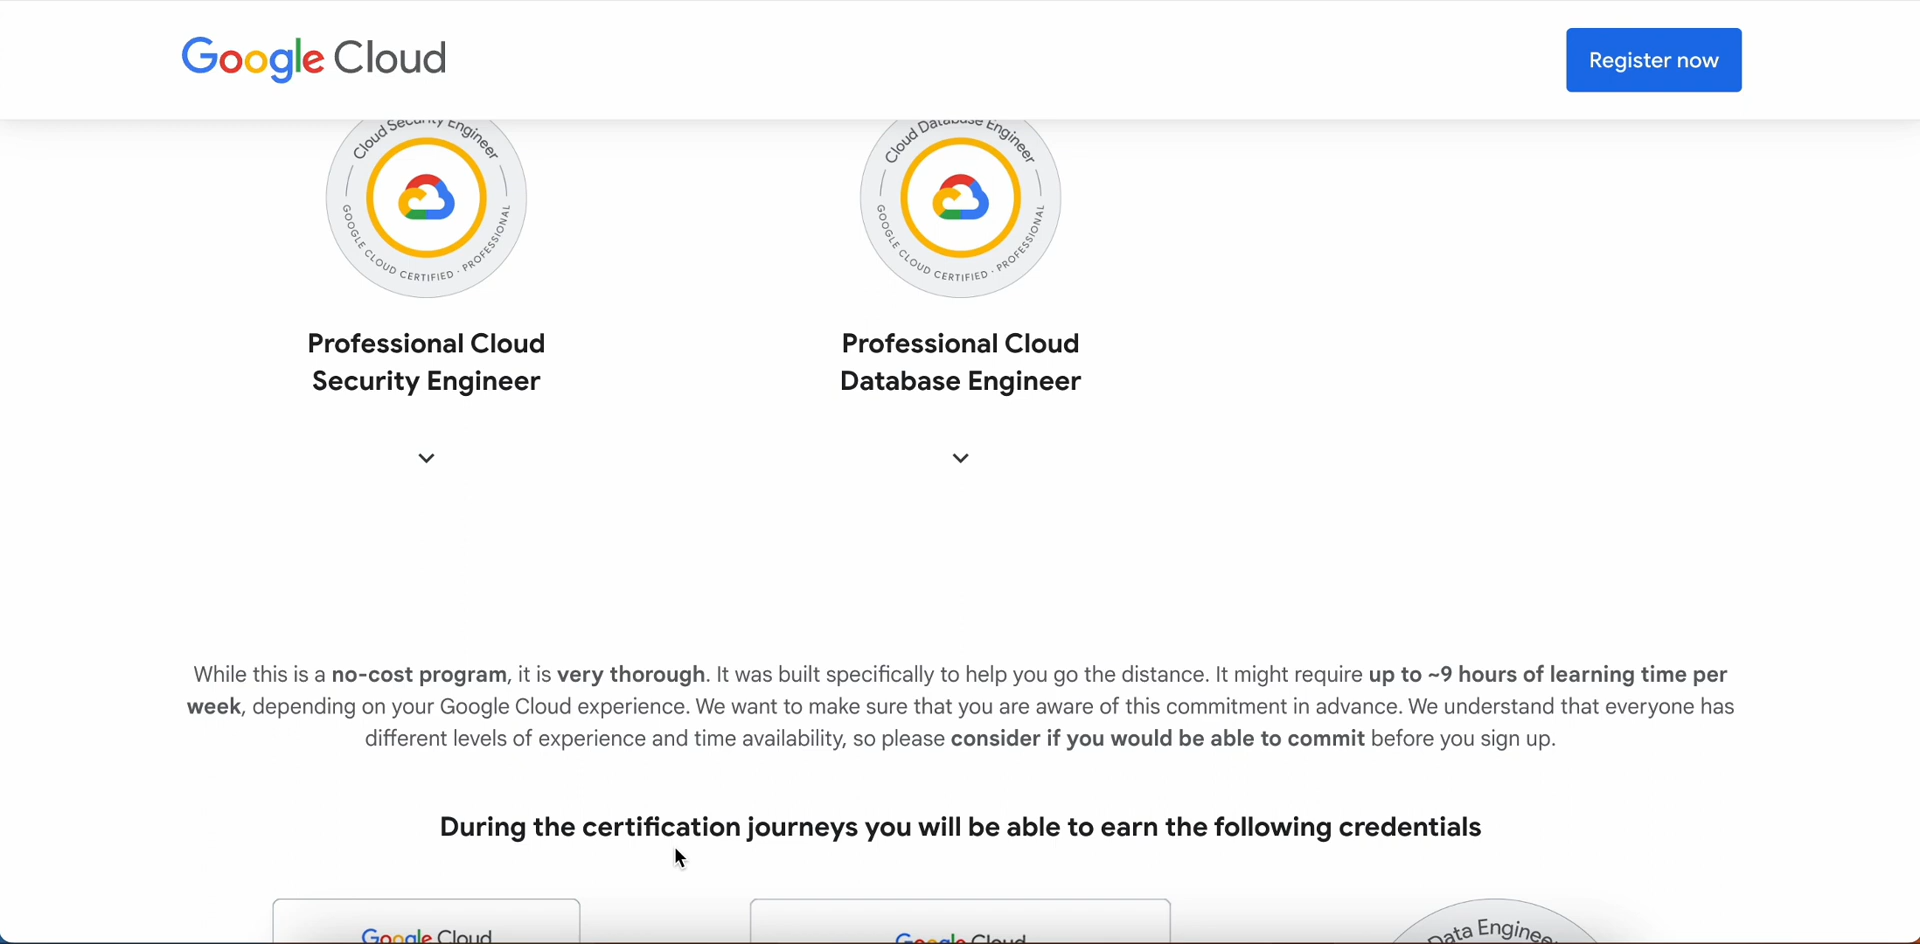 Google Cloud
Register now
Cloud Security Engineer
GOOGLE CLOUD CERTIFIED · PROFESSIONAL
Cloud Database Engineer
GOOGLE CLOUD CERTIFIED · PROFESSIONAL
Professional Cloud
Security Engineer
Professional Cloud
Database Engineer
While this is a no-cost program, it is very thorough. It was built specifically to help you go the distance. It might require up to ~9 hours of learning time per
week, depending on your Google Cloud experience. We want to make sure that you are aware of this commitment in advance. We understand that everyone has
different levels of experience and time availability, so please consider if you would be able to commit before you sign up.
During the certification journeys you will be able to earn the following credentials
Google Cloud
Google Cloud
Data Engineer